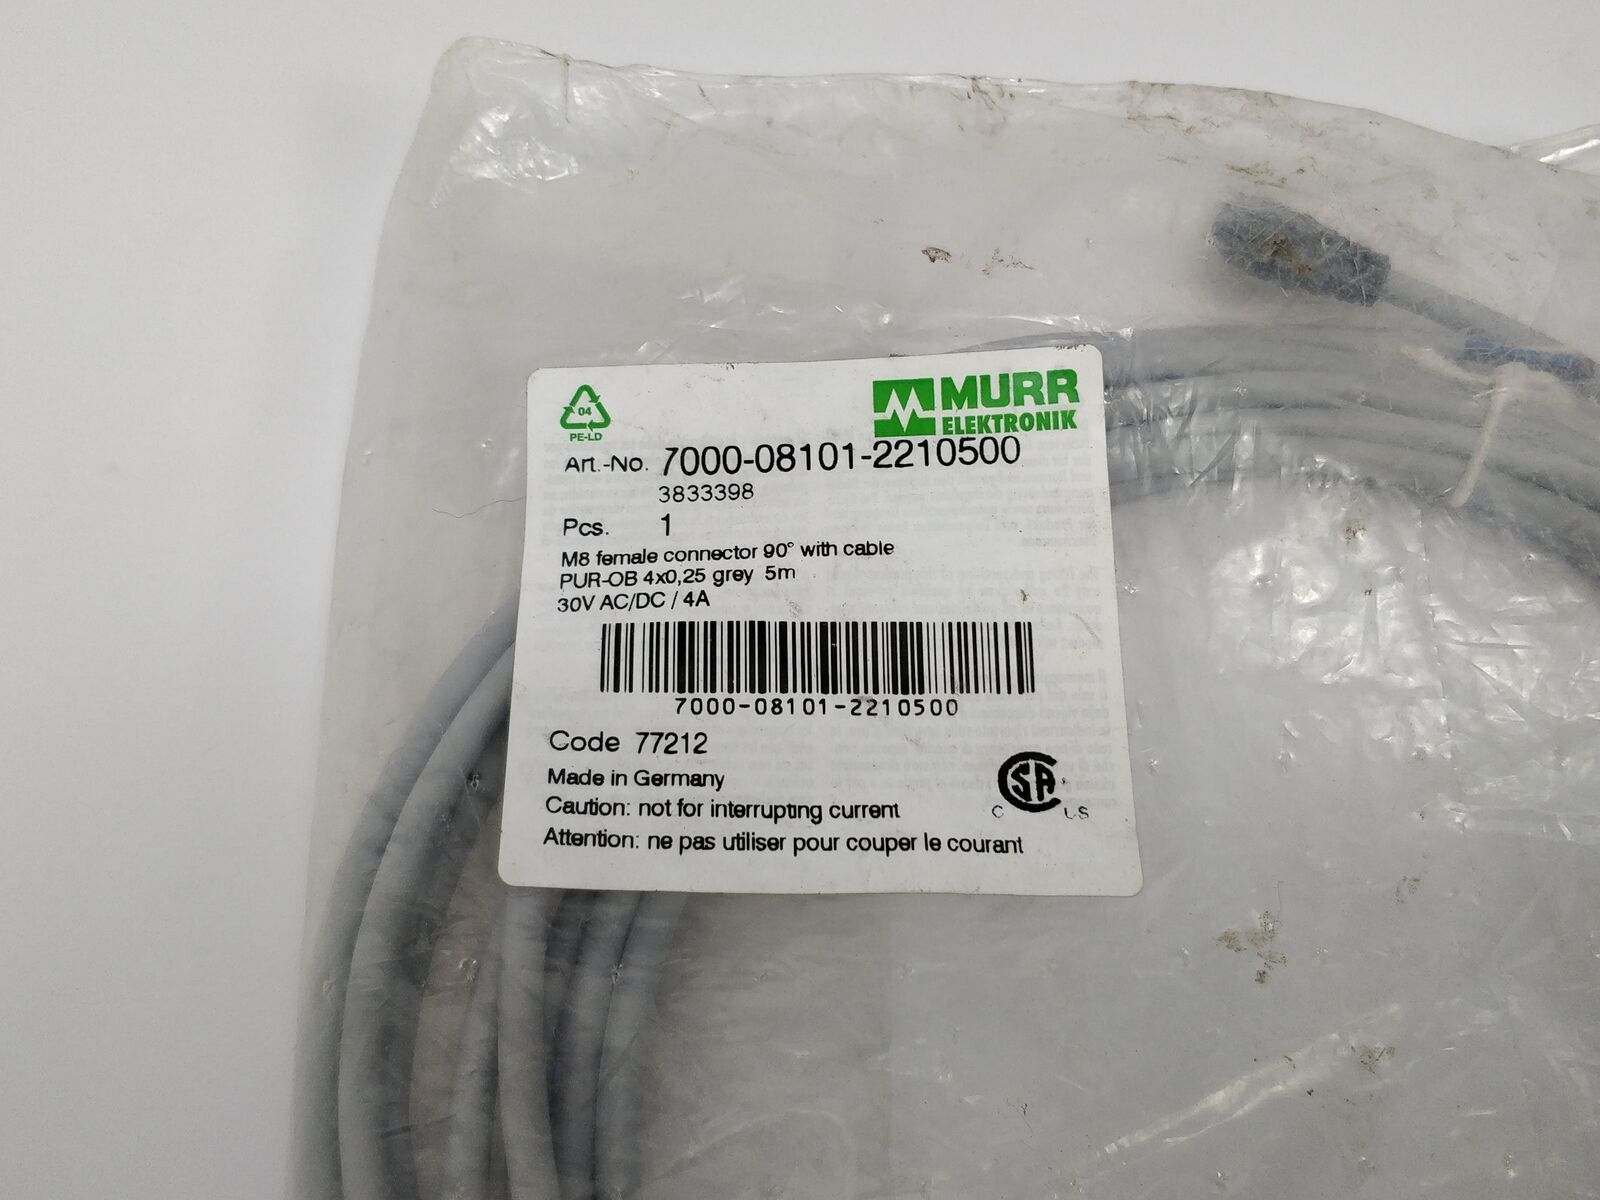 04
PE-LD
MURR
ELEKTRONIK
Art.-No. 7000-08101-2210500
3833398
Pcs. 1
M8 female connector 90° with cable
PUR-OB 4x0,25 grey 5m
30V AC/DC / 4A
7000-08101-2210500
Code 77212
Made in Germany
Caution: not for interrupting current
Attention: ne pas utiliser pour couper le courant
CSA
C US